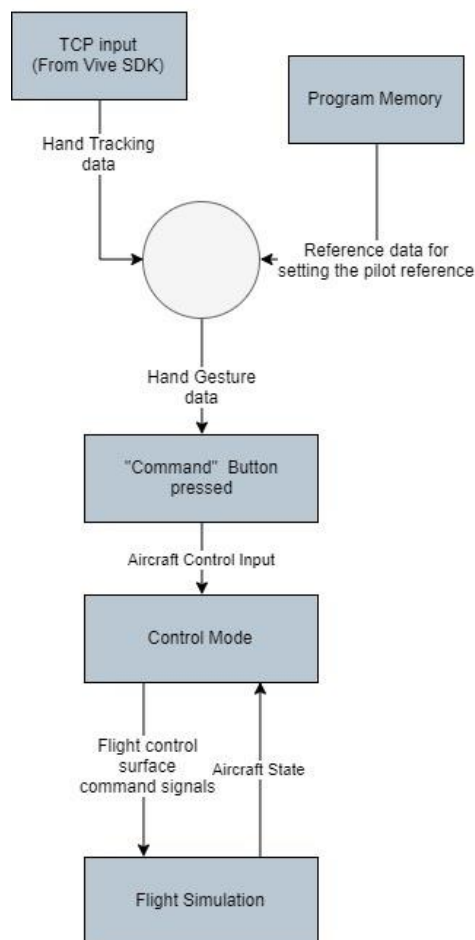 TCP input
(From Vive SDK)
Program Memory
Hand Tracking
data
Reference data for
setting the pilot reference
Hand Gesture
data
"Command" Button
pressed
Aircraft Control Input
Control Mode
Flight control
surface
command signals
Aircraft State
Flight Simulation